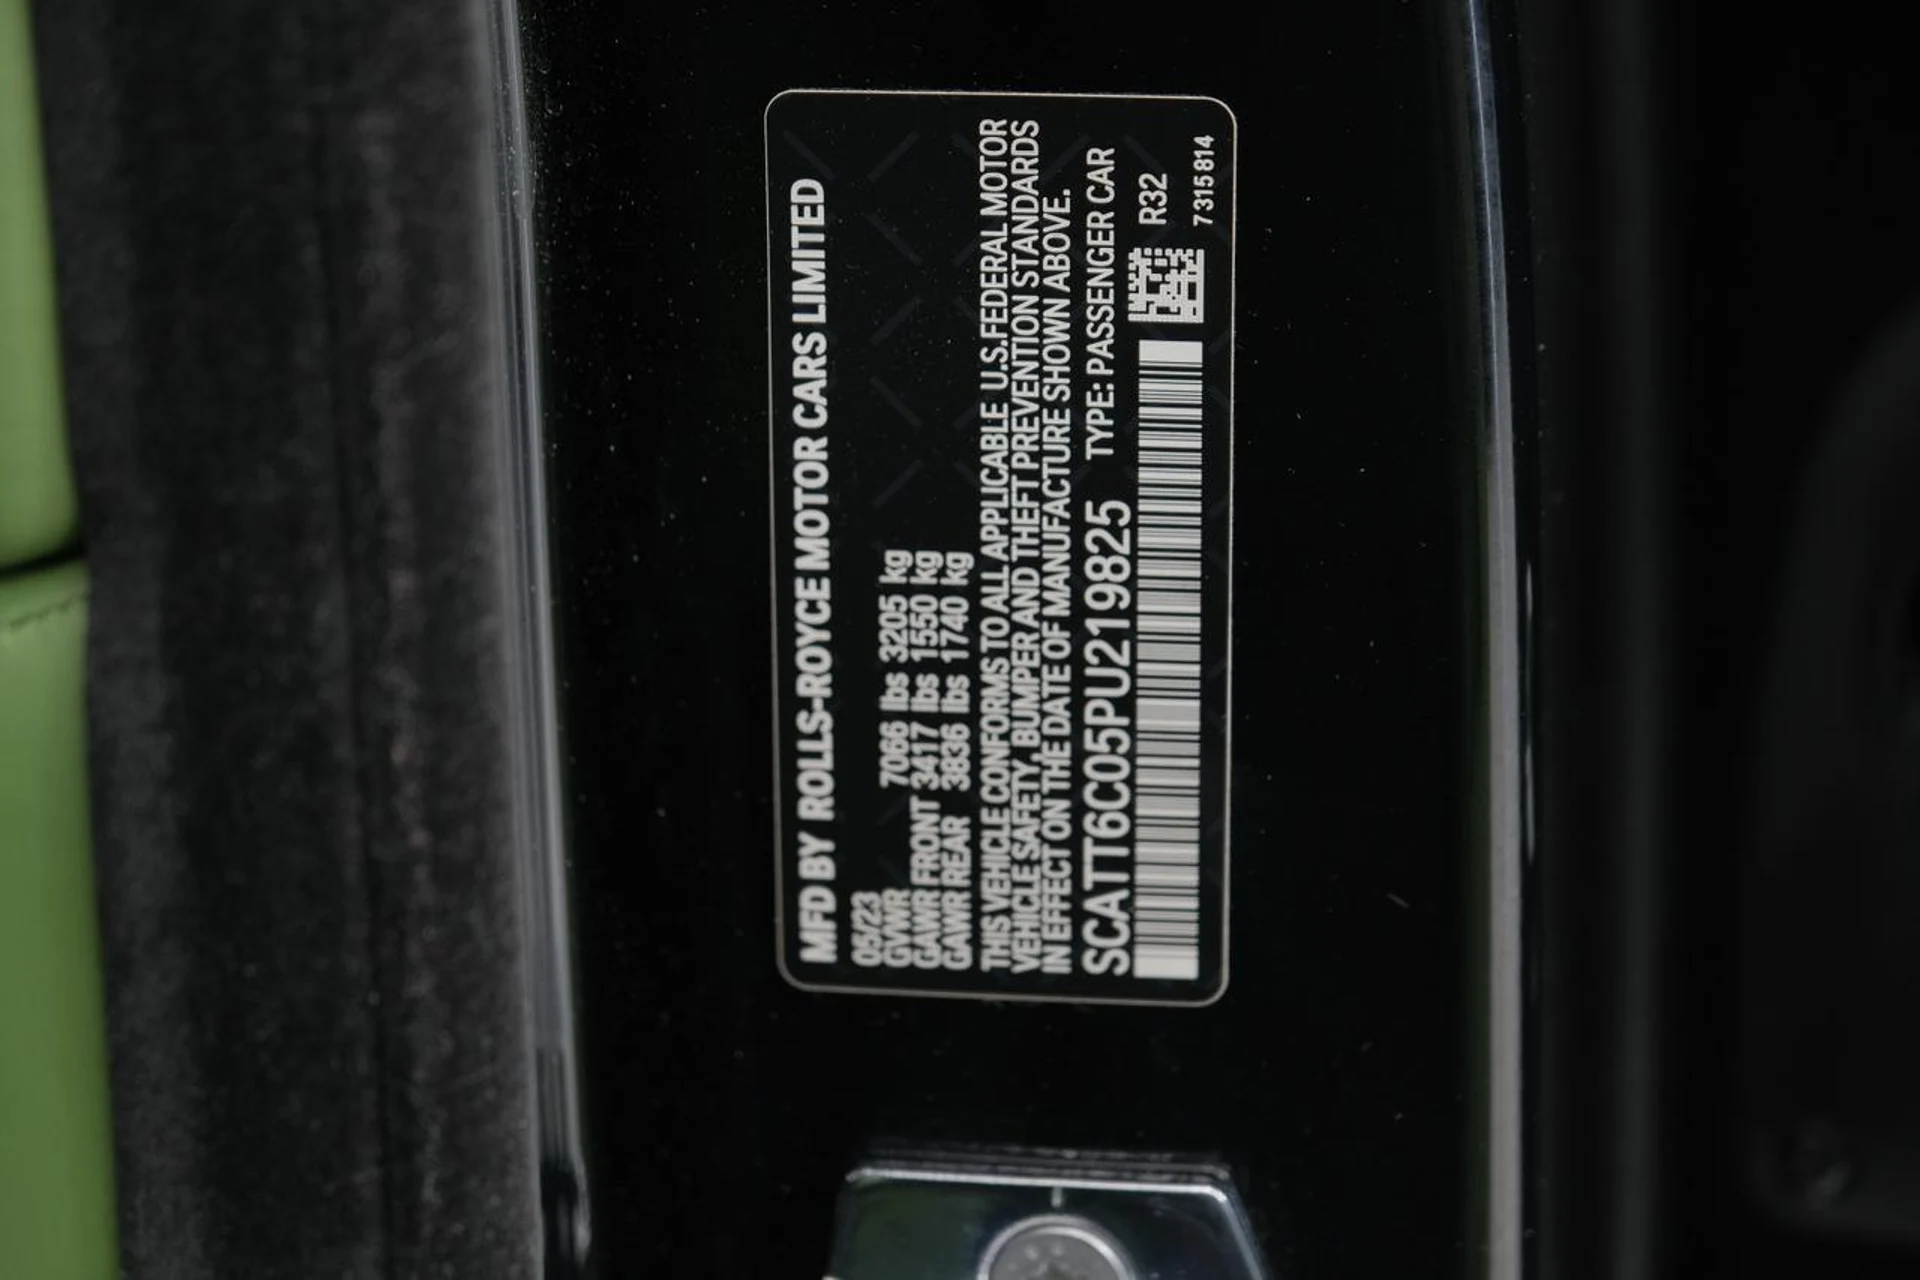 MFD BY ROLLS-ROYCE MOTOR CARS LIMITED
05/23
GVWR 7066 lbs 3205 kg
GAWR FRONT 3417 lbs 1550 kg
GAWR REAR 3836 lbs 1740 kg
THIS VEHICLE CONFORMS TO ALL APPLICABLE U.S.FEDERAL MOTOR
VEHICLE SAFETY, BUMPER AND THEFT PREVENTION STANDARDS
IN EFFECT ON THE DATE OF MANUFACTURE SHOWN ABOVE.
SCATT6C05PU219825 TYPE: PASSENGER CAR
R32
7315814